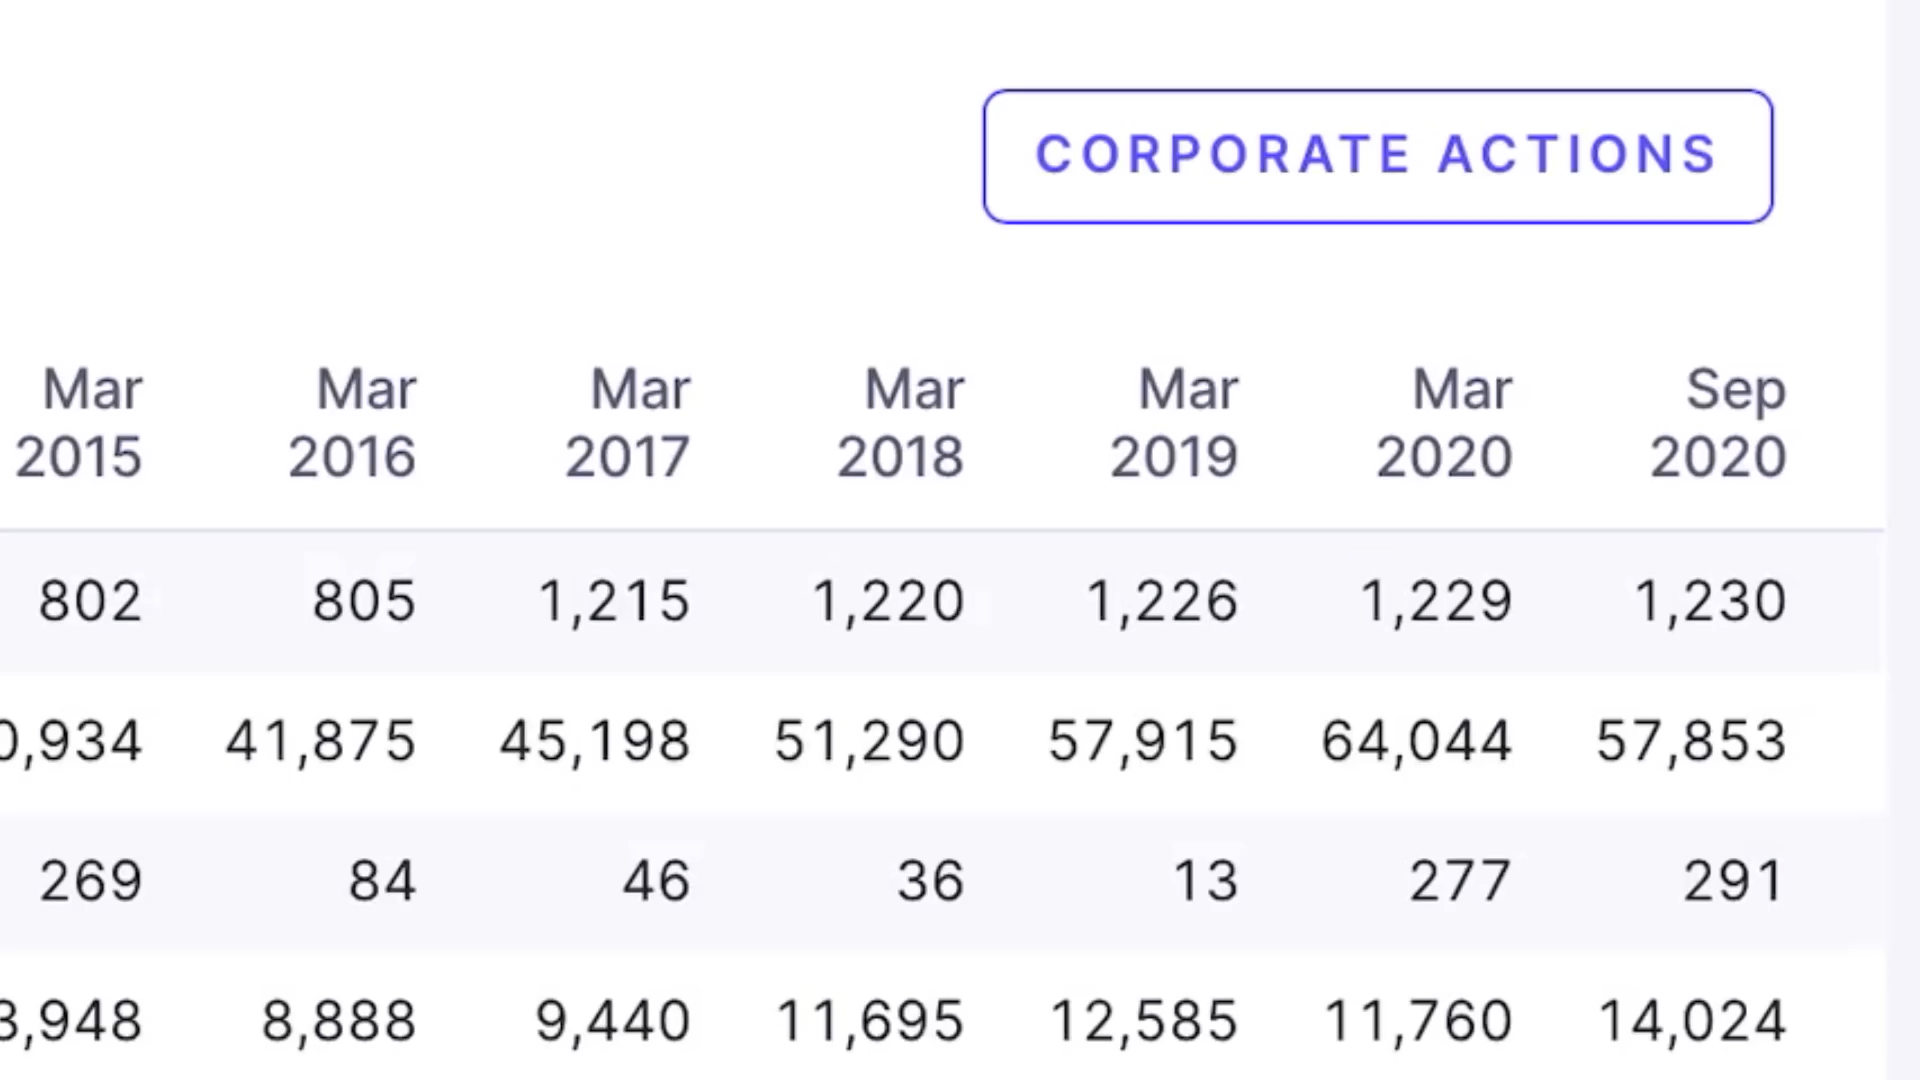 CORPORATE ACTIONS
Mar Mar Mar Mar Mar Mar Sep
2015 2016 2017 2018 2019 2020 2020
802 805 1,215 1,220 1,226 1,229 1,230
0,934 41,875 45,198 51,290 57,915 64,044 57,853
269 84 46 36 13 277 291
,948 8,888 9,440 11,695 12,585 11,760 14,024